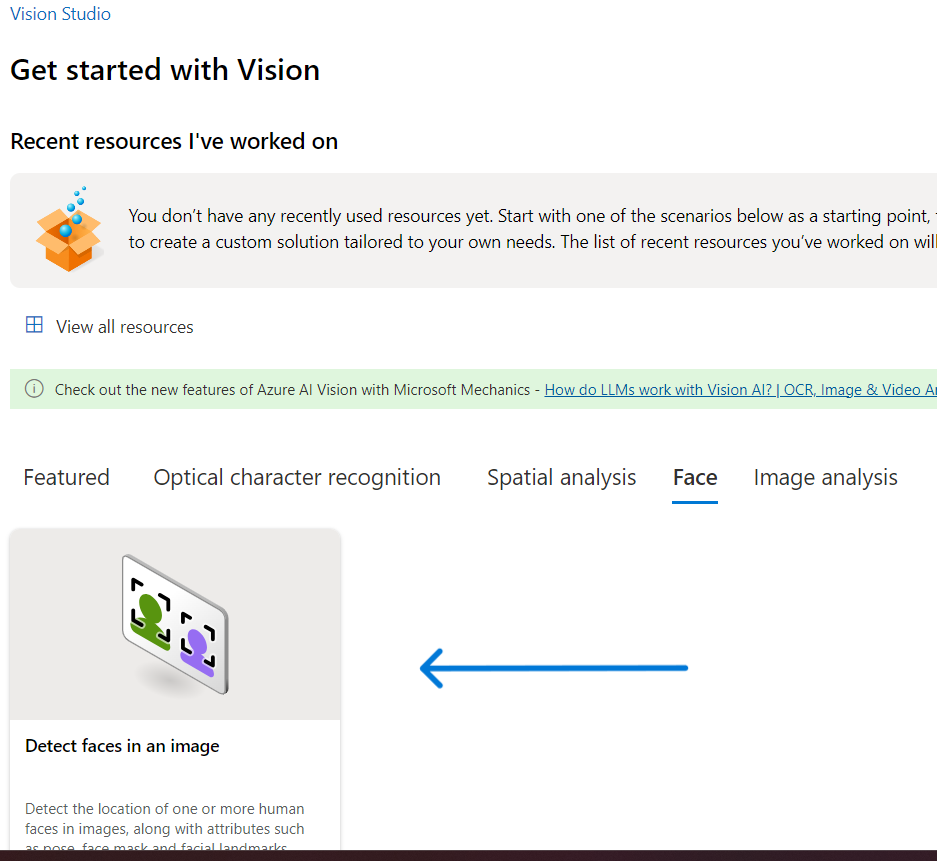 Vision Studio
Get started with Vision
Recent resources I've worked on
You don’t have any recently used resources yet. Start with one of the scenarios below as a starting point,
to create a custom solution tailored to your own needs. The list of recent resources you’ve worked on will
View all resources
Check out the new features of Azure AI Vision with Microsoft Mechanics - How do LLMs work with Vision AI? | OCR, Image & Video
Featured Optical character recognition Spatial analysis Face Image analysis
Detect faces in an image
Detect the location of one or more human
faces in images, along with attributes such
as pose, face mask and facial landmarks